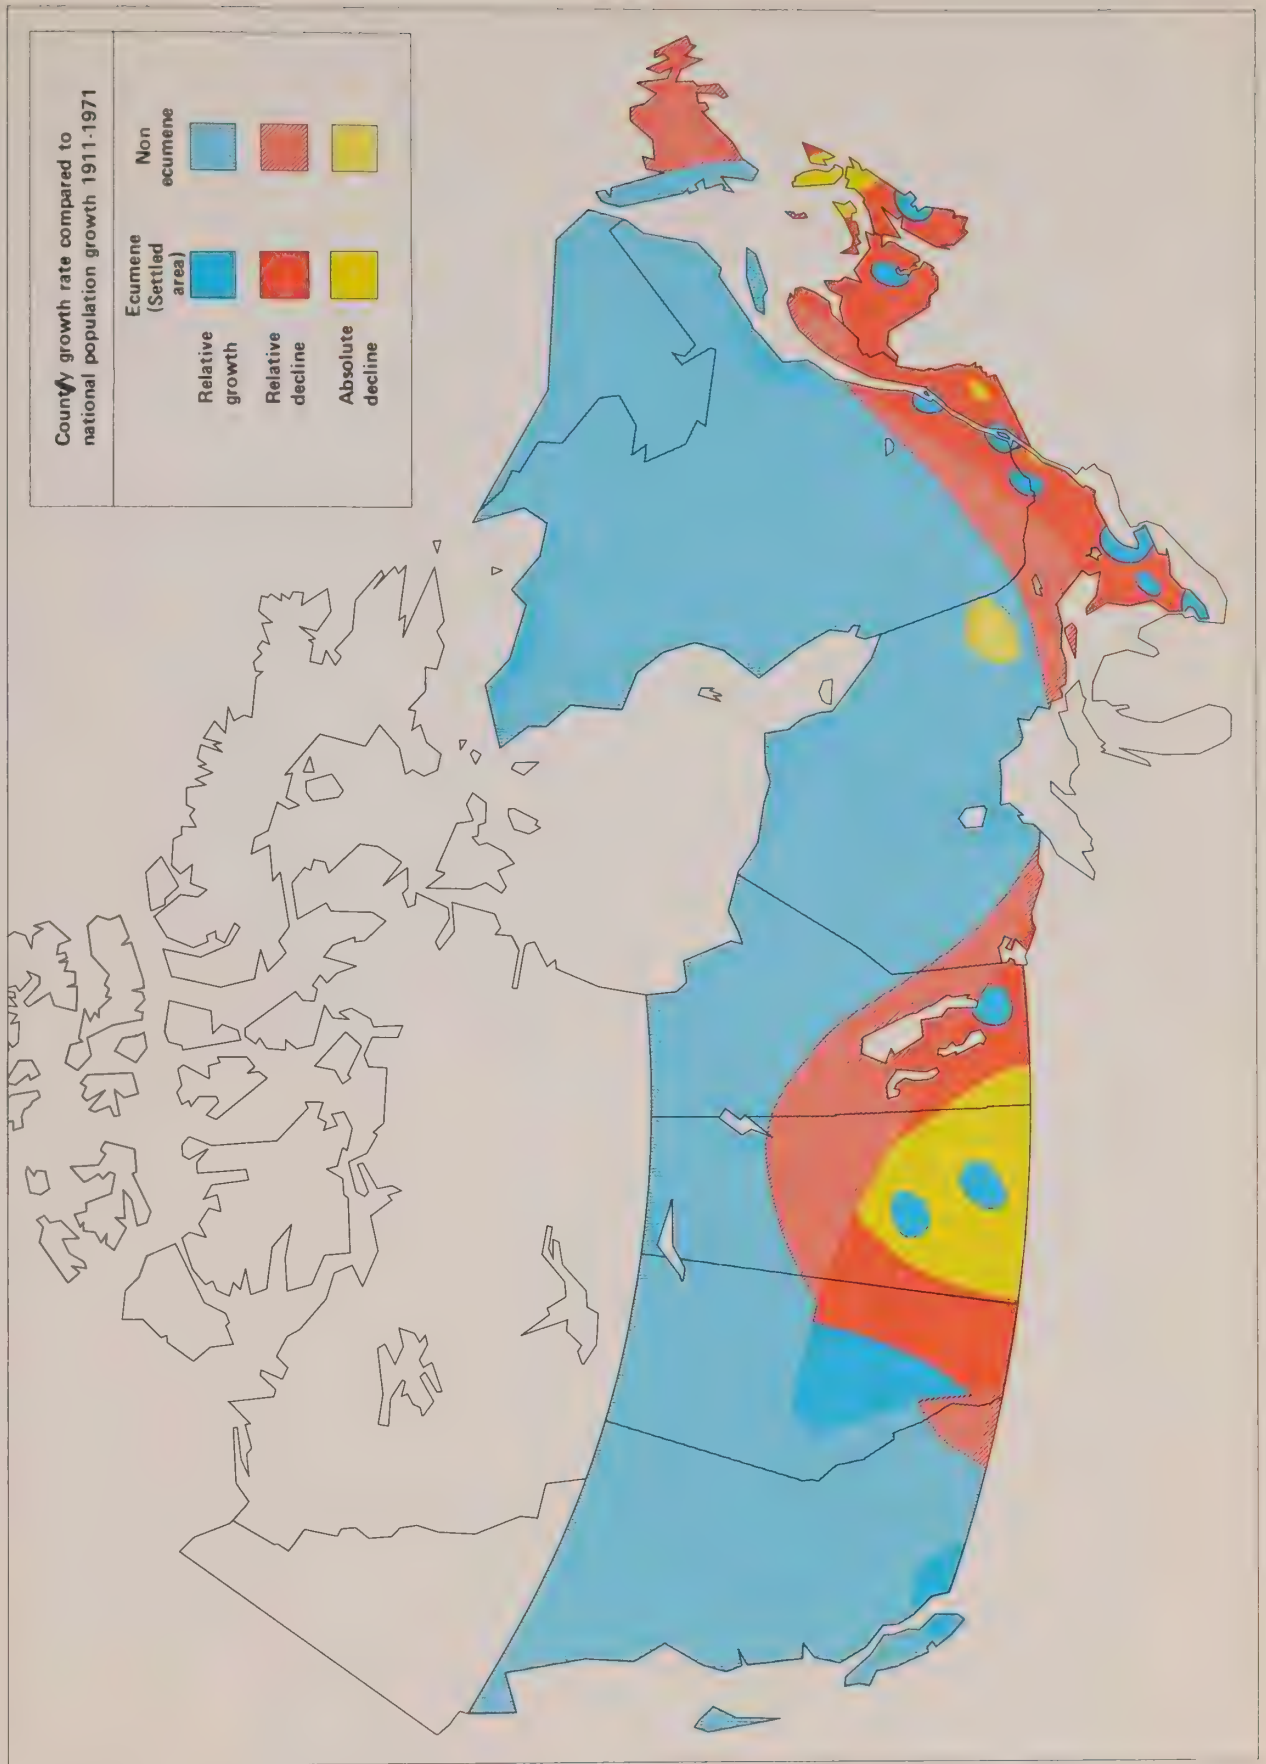 County growth rate compared to
national population growth 1911-1971
Ecumene
(Settled
area)
Non
ecumene
Relative
growth
Relative
decline
Absolute
decline